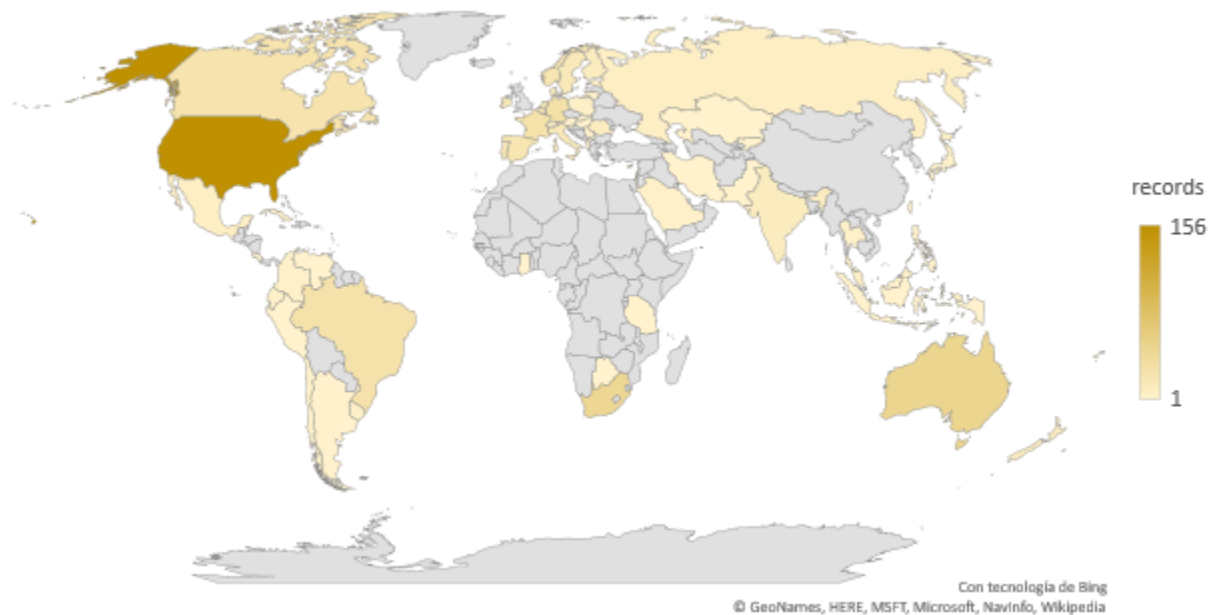 records
156
1
Con tecnología de Bing
© GeoNames, HERE, MSFT, Microsoft, NavInfo, Wikipedia